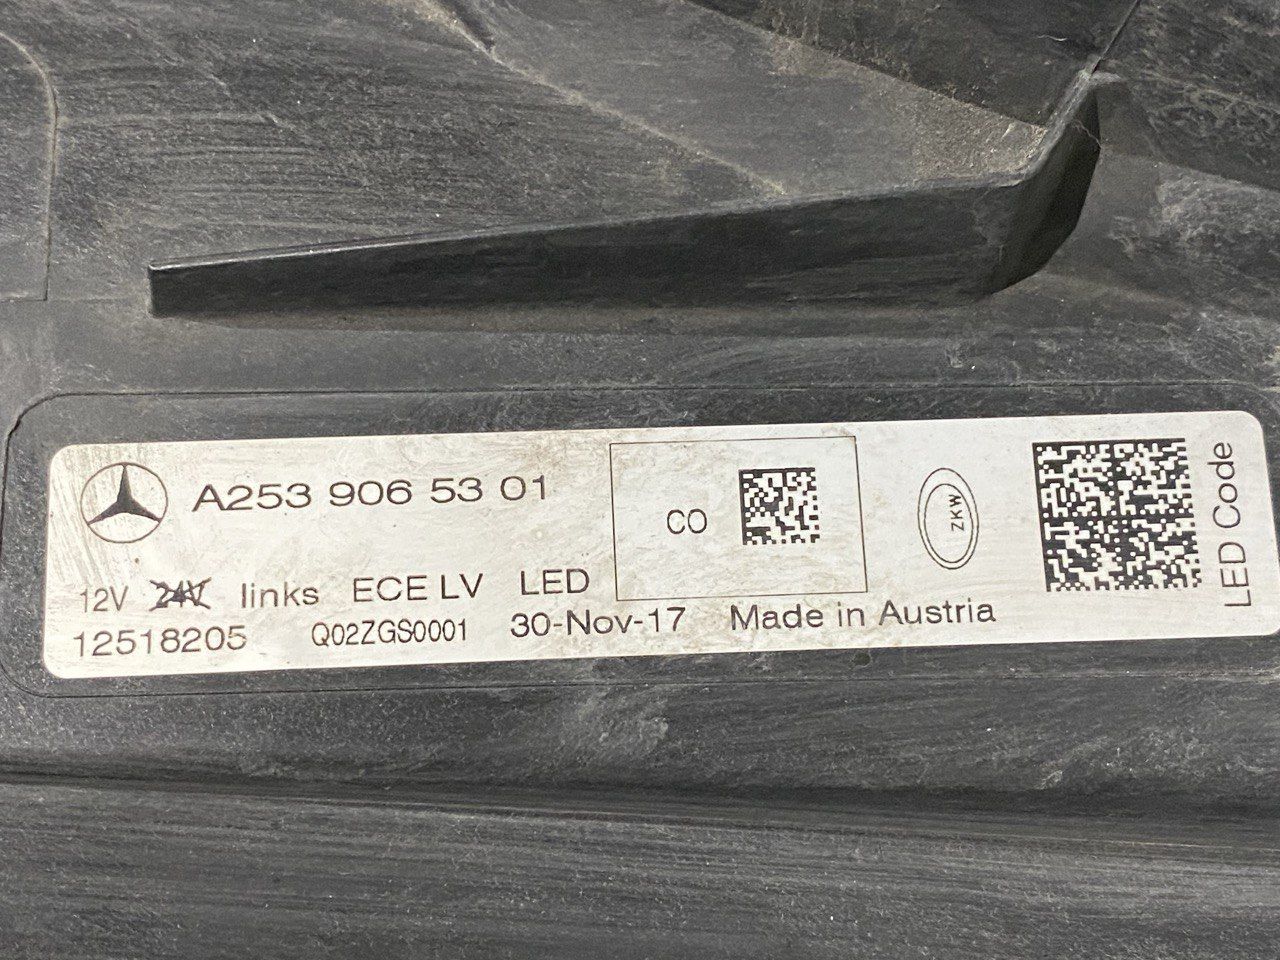 A253 906 53 01
CO
ZKW
LED Code
12V 24V links ECE LV LED
12518205 Q02ZGS0001 30-Nov-17 Made in Austria